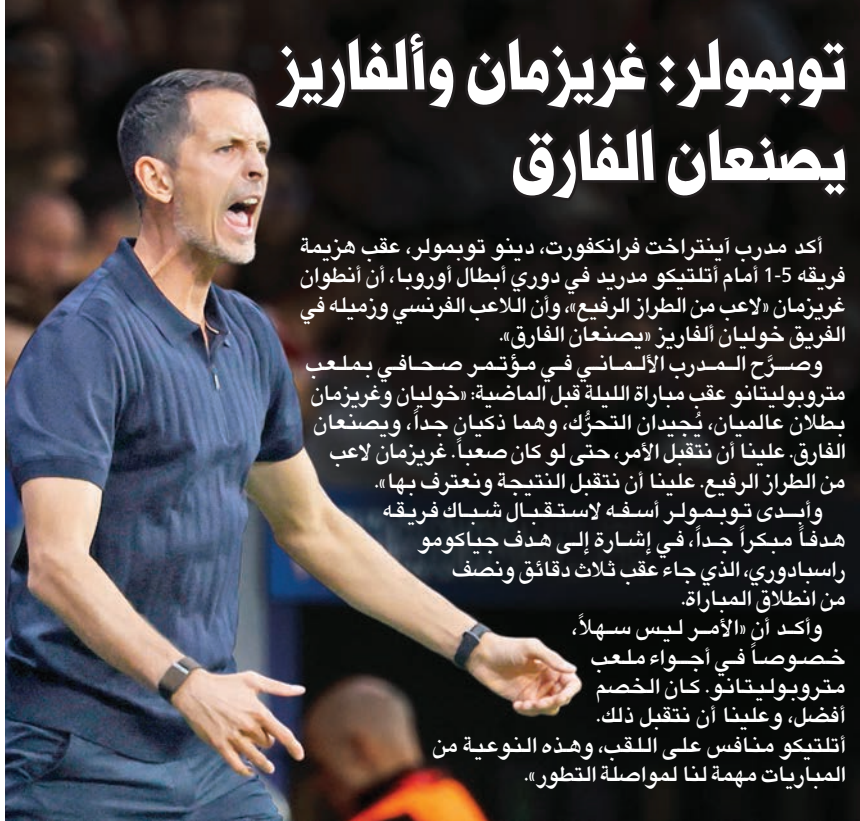 توبمولر: غريزمان وألفاريز
يصنعان الفارق
أكد مدرب آينتراخت فرانكفورت، دينو توبمولر، عقب هزيمة
فريقه 5-1 أمام أتلتيكو مدريد في دوري أبطال أوروبا، أن أنطوان
غريزمان «لاعب من الطراز الرفيع»، وأن اللاعب الفرنسي وزميله في
الفريق خوليان ألفاريز «يصنعان الفارق».
وصرَّح المدرب الألماني في مؤتمر صحافي بملعب
متروبوليتانو عقب مباراة الليلة قبل الماضية: «خوليان وغريزمان
بطلان عالميان، يُجيدان التحرُّك، وهما ذكيان جداً، ويصنعان
الفارق. علينا أن نتقبل الأمر، حتى لو كان صعباً. غريزمان لاعب
من الطراز الرفيع. علينا أن نتقبل النتيجة ونعترف بها».
وأبدى توبمولر أسفه لاستقبال شباك فريقه
هدفاً مبكراً جداً، في إشارة إلى هدف جياكومو
راسبادوري، الذي جاء عقب ثلاث دقائق ونصف
من انطلاق المباراة.
وأكد أن «الأمر ليس سهلاً،
خصوصاً في أجواء ملعب
متروبوليتانو. كان الخصم
أفضل، وعلينا أن نتقبل ذلك.
أتلتيكو منافس على اللقب، وهذه النوعية من
المباريات مهمة لنا لمواصلة التطور».